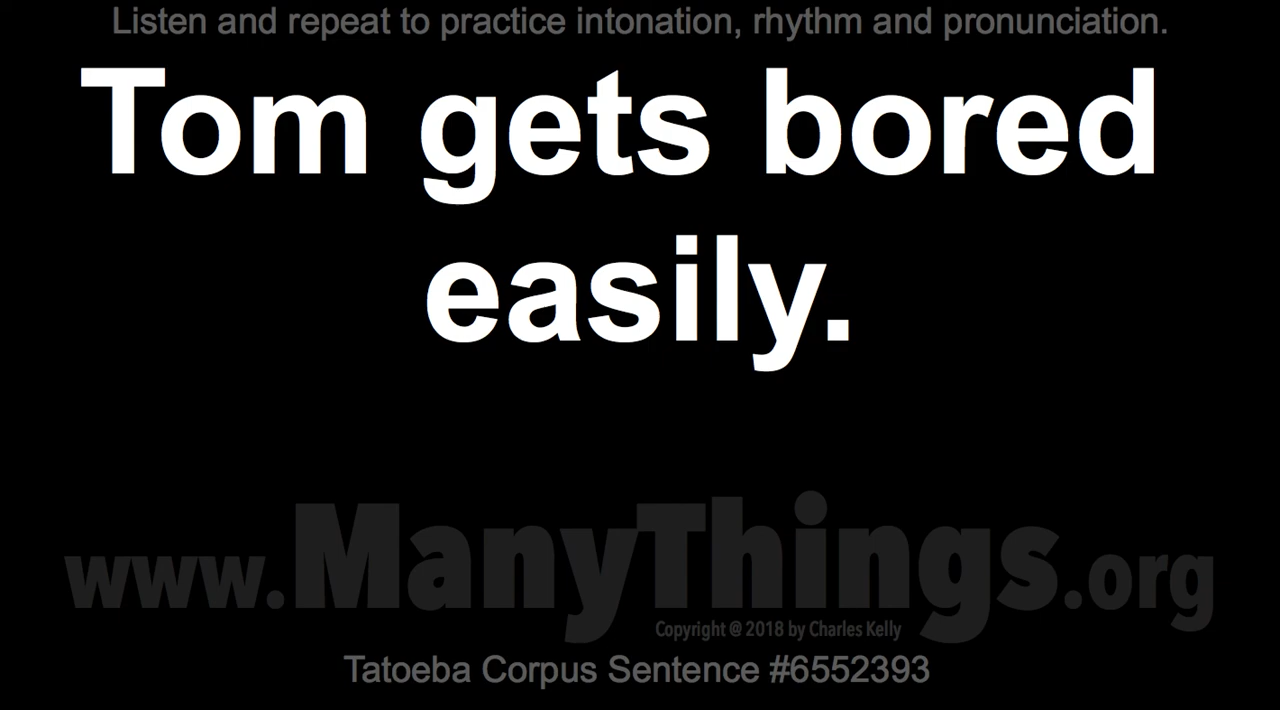 Listen and repeat to practice intonation, rhythm and pronunciation.
Tom gets bored
easily.
www.ManyThings.org
Copyright @ 2018 by Charles Kelly
Tatoeba Corpus Sentence #6552393